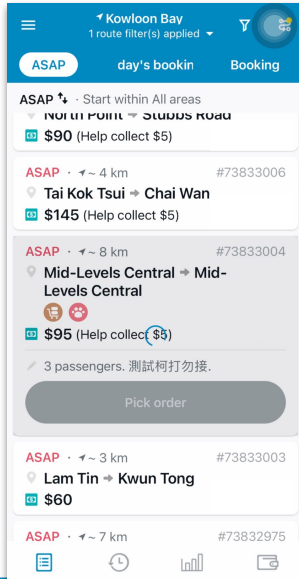 Kowloon Bay
1 route filter(s) applied
ASAP
day's bookin
Booking
ASAP · Start within All areas
North Point → Stubbs Road
$90 (Help collect $5)
ASAP · ~ 4 km #73833006
Tai Kok Tsui → Chai Wan
$145 (Help collect $5)
ASAP · ~ 8 km #73833004
Mid-Levels Central → Mid-
Levels Central
$95 (Help collect $5)
3 passengers. 測試柯打勿接.
Pick order
ASAP · ~ 3 km #73833003
Lam Tin → Kwun Tong
$60
ASAP · ~ 7 km #73832975